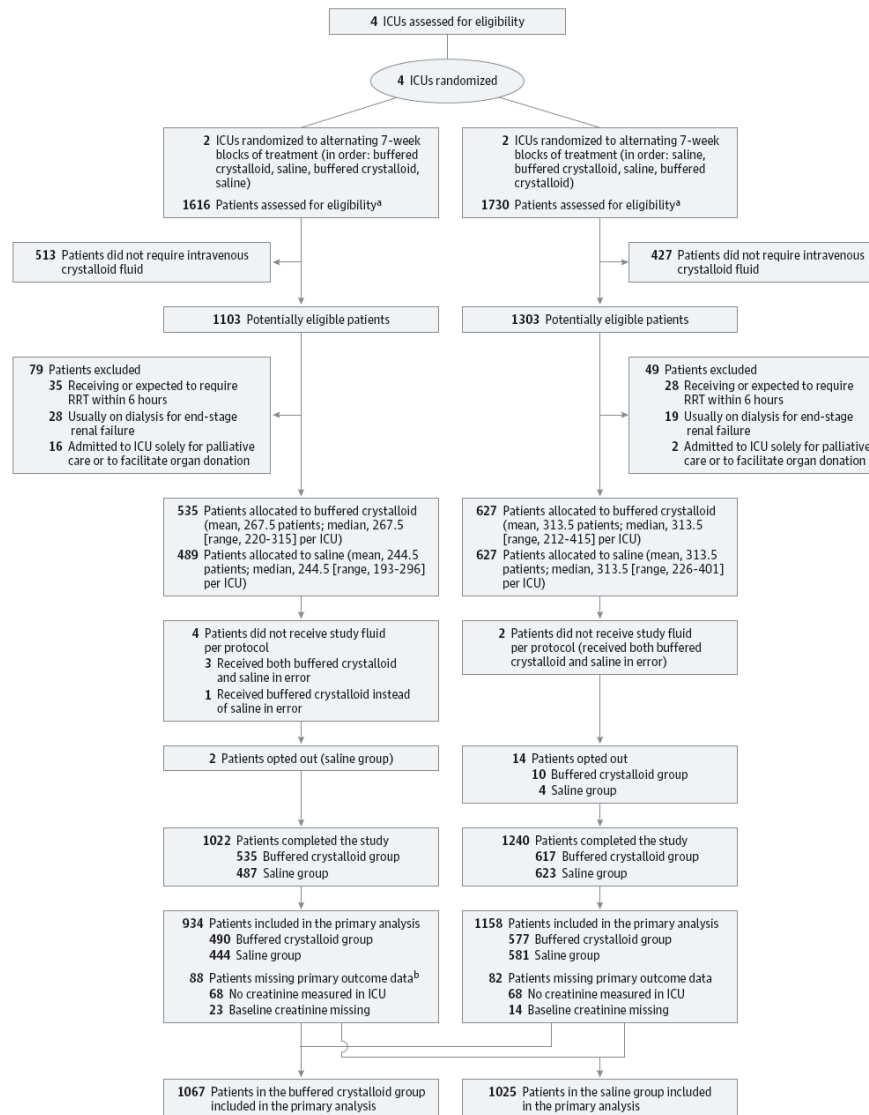 4 ICUs assessed for eligibility
4 ICUs randomized
2 ICUs randomized to alternating 7-week
blocks of treatment (in order: buffered
crystalloid, saline, buffered crystalloid,
saline)
1616 Patients assessed for eligibilitya
2 ICUs randomized to alternating 7-week
blocks of treatment (in order: saline,
buffered crystalloid, saline, buffered
crystalloid)
1730 Patients assessed for eligibilitya
513 Patients did not require intravenous
crystalloid fluid
427 Patients did not require intravenous
crystalloid fluid
1103 Potentially eligible patients
1303 Potentially eligible patients
79 Patients excluded
35 Receiving or expected to require
RRT within 6 hours
28 Usually on dialysis for end-stage
renal failure
16 Admitted to ICU solely for palliative
care or to facilitate organ donation
49 Patients excluded
28 Receiving or expected to require
RRT within 6 hours
19 Usually on dialysis for end-stage
renal failure
2 Admitted to ICU solely for palliative
care or to facilitate organ donation
535 Patients allocated to buffered crystalloid
(mean, 267.5 patients; median, 267.5
[range, 220-315] per ICU)
489 Patients allocated to saline (mean, 244.5
patients; median, 244.5 [range, 193-296]
per ICU)
627 Patients allocated to buffered crystalloid
(mean, 313.5 patients; median, 313.5
[range, 212-415] per ICU)
627 Patients allocated to saline (mean, 313.5
patients; median, 313.5 [range, 226-401]
per ICU)
4 Patients did not receive study fluid
per protocol
3 Received both buffered crystalloid
and saline in error
1 Received buffered crystalloid instead
of saline in error
2 Patients did not receive study fluid
per protocol (received both buffered
crystalloid and saline in error)
2 Patients opted out (saline group)
14 Patients opted out
10 Buffered crystalloid group
4 Saline group
1022 Patients completed the study
535 Buffered crystalloid group
487 Saline group
1240 Patients completed the study
617 Buffered crystalloid group
623 Saline group
934 Patients included in the primary analysis
490 Buffered crystalloid group
444 Saline group
88 Patients missing primary outcome datab
68 No creatinine measured in ICU
23 Baseline creatinine missing
1158 Patients included in the primary analysis
577 Buffered crystalloid group
581 Saline group
82 Patients missing primary outcome data
68 No creatinine measured in ICU
14 Baseline creatinine missing
1067 Patients in the buffered crystalloid group
included in the primary analysis
1025 Patients in the saline group included
in the primary analysis